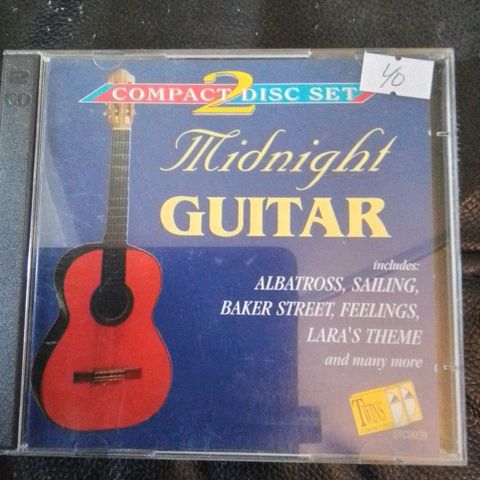 2
COMPACT DISC SET
40
Midnight
GUITAR
includes:
ALBATROSS, SAILING,
BAKER STREET, FEELINGS,
LARA'S THEME
and many more
TWINS